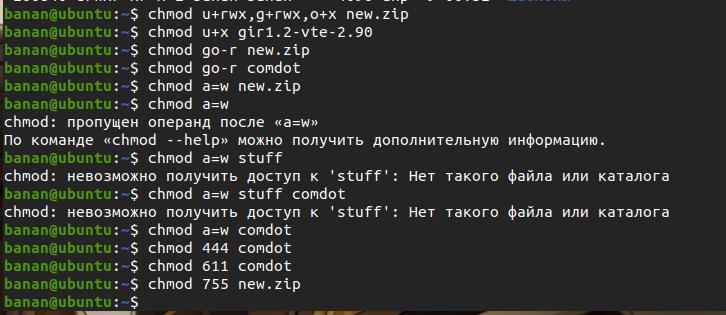 banan@ubuntu:~$ chmod u+rwx,g+rwx,o+x new.zip
banan@ubuntu:~$ chmod u+x gir1.2-vte-2.90
banan@ubuntu:~$ chmod go-r new.zip
banan@ubuntu:~$ chmod go-r comdot
banan@ubuntu:~$ chmod a=w new.zip
banan@ubuntu:~$ chmod a=w
chmod: пропущен операнд после «a=w»
По команде «chmod --help» можно получить дополнительную информацию.
banan@ubuntu:~$ chmod a=w stuff
chmod: невозможно получить доступ к 'stuff': Нет такого файла или каталога
banan@ubuntu:~$ chmod a=w stuff comdot
chmod: невозможно получить доступ к 'stuff': Нет такого файла или каталога
banan@ubuntu:~$ chmod a=w comdot
banan@ubuntu:~$ chmod 444 comdot
banan@ubuntu:~$ chmod 611 comdot
banan@ubuntu:~$ chmod 755 new.zip
banan@ubuntu:~$